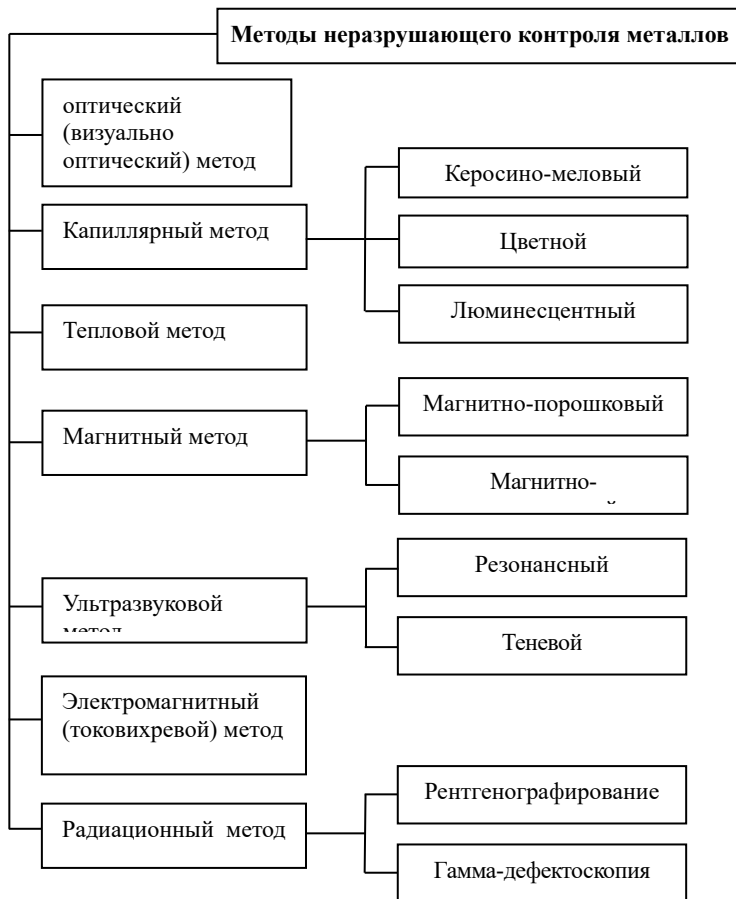 Методы неразрушающего контроля металлов
оптический
(визуально
оптический) метод
Капиллярный метод
Керосино-меловый
Цветной
Люминесцентный
Тепловой метод
Магнитный метод
Магнитно-порошковый
Магнитно-
Ультразвуковой
метод
Резонансный
Теневой
Электромагнитный
(токовихревой) метод
Радиационный метод
Рентгенографирование
Гамма-дефектоскопия